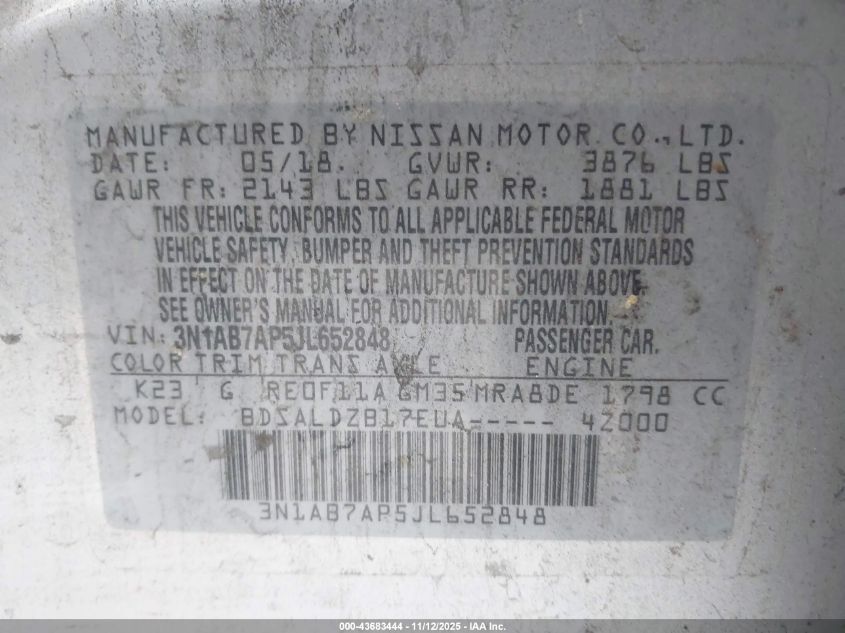 MANUFACTURED BY NISSAN MOTOR CO., LTD.
DATE: 05/18. GVWR: 3876 LBS
GAWR FR: 2143 LBS GAWR RR: 1881 LBS
THIS VEHICLE CONFORMS TO ALL APPLICABLE FEDERAL MOTOR
VEHICLE SAFETY, BUMPER AND THEFT PREVENTION STANDARDS
IN EFFECT ON THE DATE OF MANUFACTURE SHOWN ABOVE.
SEE OWNER'S MANUAL FOR ADDITIONAL INFORMATION.
VIN: 3N1AB7AP5JL652848 PASSENGER CAR.
COLOR TRIM TRANS AXLE ENGINE
K23 G RE0F11A GM35 MRA8DE 1798 CC
MODEL: BDSALDZB17EUA----- 42000
3N1AB7AP5JL652848
000-43683444 - 11/12/2025 - IAA Inc.